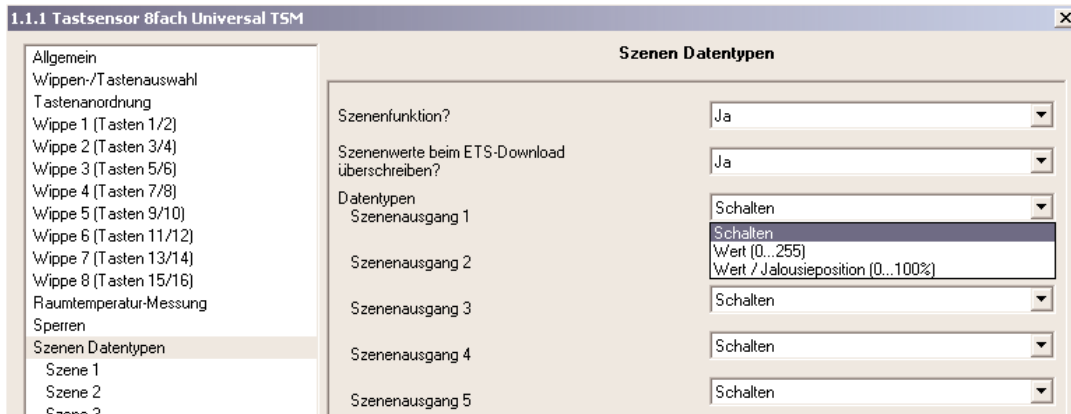 1.1.1 Tastsensor 8fach Universal TSM
Allgemein
Wippen-/Tastenauswahl
Tastenanordnung
Wippe 1 (Tasten 1/2)
Wippe 2 (Tasten 3/4)
Wippe 3 (Tasten 5/6)
Wippe 4 (Tasten 7/8)
Wippe 5 (Tasten 9/10)
Wippe 6 (Tasten 11/12)
Wippe 7 (Tasten 13/14)
Wippe 8 (Tasten 15/16)
Raumtemperatur-Messung
Sperren
Szenen Datentypen
Szene 1
Szene 2
Szene 3
Szenen Datentypen
Szenenfunktion? Ja
Szenenwerte beim ETS-Download
überschreiben? Ja
Datentypen
Szenenausgang 1 Schalten
Schalten
Wert (0...255)
Wert / Jalousieposition (0...100%)
Szenenausgang 2
Szenenausgang 3 Schalten
Szenenausgang 4 Schalten
Szenenausgang 5 Schalten